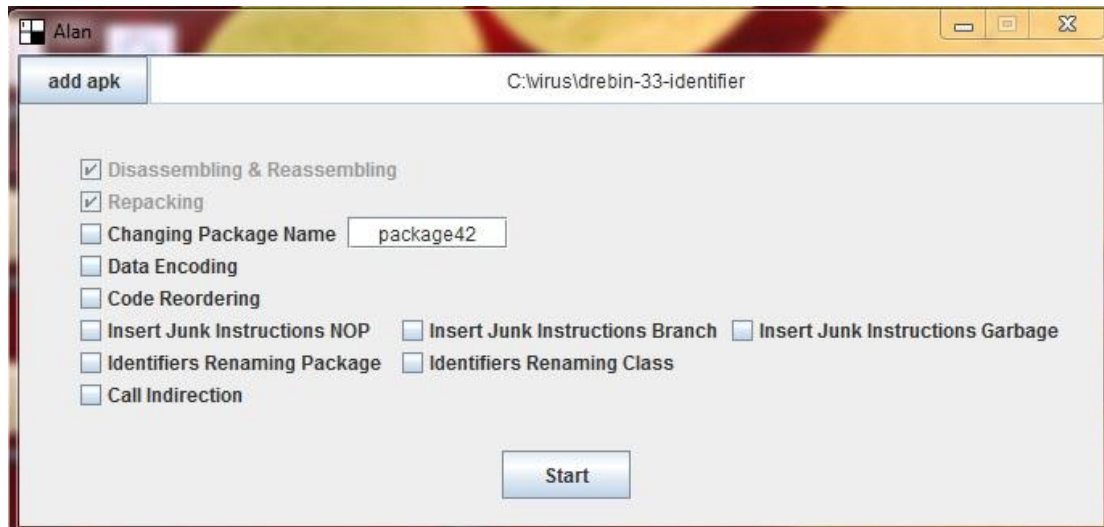 Alan
add apk C:\virus\drebin-33-identifier
Disassembling & Reassembling
Repacking
Changing Package Name package42
Data Encoding
Code Reordering
Insert Junk Instructions NOP Insert Junk Instructions Branch Insert Junk Instructions Garbage
Identifiers Renaming Package Identifiers Renaming Class
Call Indirection
Start